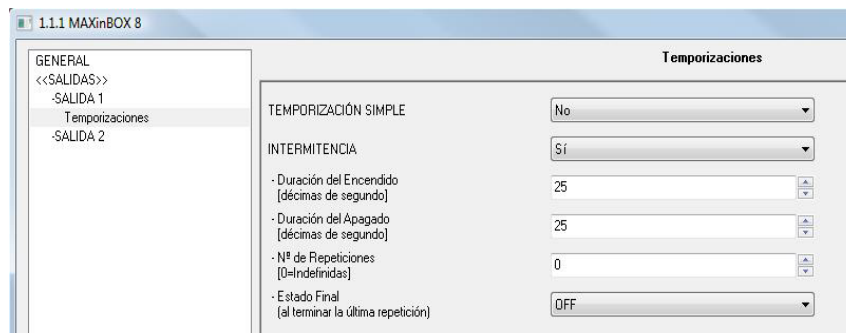 1.1.1 MAXinBOX 8
GENERAL
<<SALIDAS>>
-SALIDA 1
Temporizaciones
-SALIDA 2
Temporizaciones
TEMPORIZACIÓN SIMPLE
No
INTERMITENCIA
Sí
- Duración del Encendido
[décimas de segundo]
25
- Duración del Apagado
[décimas de segundo]
25
- Nº de Repeticiones
[0=Indefinidas]
0
- Estado Final
(al terminar la última repetición)
OFF